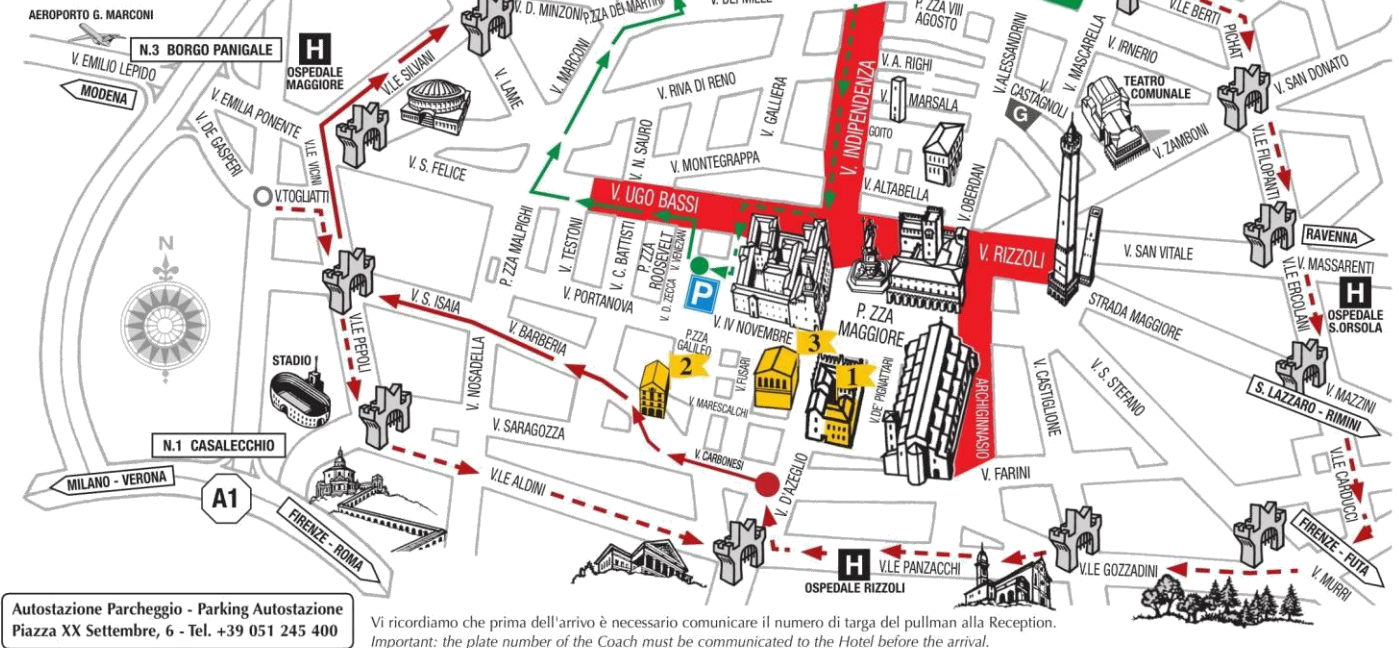 AEROPORTO G. MARCONI
V. D. MINZONI
P.ZZA DEI MARTIRI
V. DEI MILLE
P. ZZA VIII
AGOSTO
V.LE BERTI
PICHAT
N.3 BORGO PANIGALE
H
OSPEDALE
MAGGIORE
V. EMILIO LEPIDO
MODENA
V.LE SILVANI
V. LAME
V. MARCONI
V. RIVA DI RENO
V. GALLIERA
V. INDIPENDENZA
V. A. RIGHI
MARSALA
GOITO
V. ALESSANDRINI
V. MASCARELLA
V. IRNERIO
V. CASTAGNOLI
G
TEATRO
COMUNALE
V. SAN DONATO
V. EMILIA PONENTE
V. DE GASPERI
V.LE VICINI
V.TOGLIATTI
V. S. FELICE
V. N. SAURO
V. MONTEGRAPPA
V. ALTABELLA
V. OBERDAN
V. ZAMBONI
V.LE FILOPANTI
V. UGO BASSI
V. RIZZOLI
V. SAN VITALE
RAVENNA
V. MASSARENTI
H
OSPEDALE
S.ORSOLA
N
P. ZZA MALPIGHI
V. TESTONI
V. C. BATTISTI
P. ZZA
ROOSEVELT
V. VENEZIAN
V. D. ZECCA
P
V. PORTANOVA
V. IV NOVEMBRE
P. ZZA
MAGGIORE
STRADA MAGGIORE
V.LE ERCOLANI
V. S. ISAIA
V. BARBERIA
V.LE PEPOLI
P.ZZA
GALILEO
V.FUSARI
3
2
1
V.DE' PIGNATTARI
ARCHIGINNASIO
V. CASTIGLIONE
V. S. STEFANO
V. MAZZINI
S. LAZZARO - RIMINI
STADIO
V. NOSADELLA
V. MARESCALCHI
V. SARAGOZZA
V. CARBONESI
V. D'AZEGLIO
V. FARINI
V.LE CARDUCCI
N.1 CASALECCHIO
MILANO - VERONA
A1
FIRENZE - ROMA
V.LE ALDINI
H
OSPEDALE RIZZOLI
V.LE PANZACCHI
V.LE GOZZADINI
FIRENZE - FUTA
V. MURRI
Autostazione Parcheggio - Parking Autostazione
Piazza XX Settembre, 6 - Tel. +39 051 245 400
Vi ricordiamo che prima dell'arrivo è necessario comunicare il numero di targa del pullman alla Reception.
Important: the plate number of the Coach must be communicated to the Hotel before the arrival.